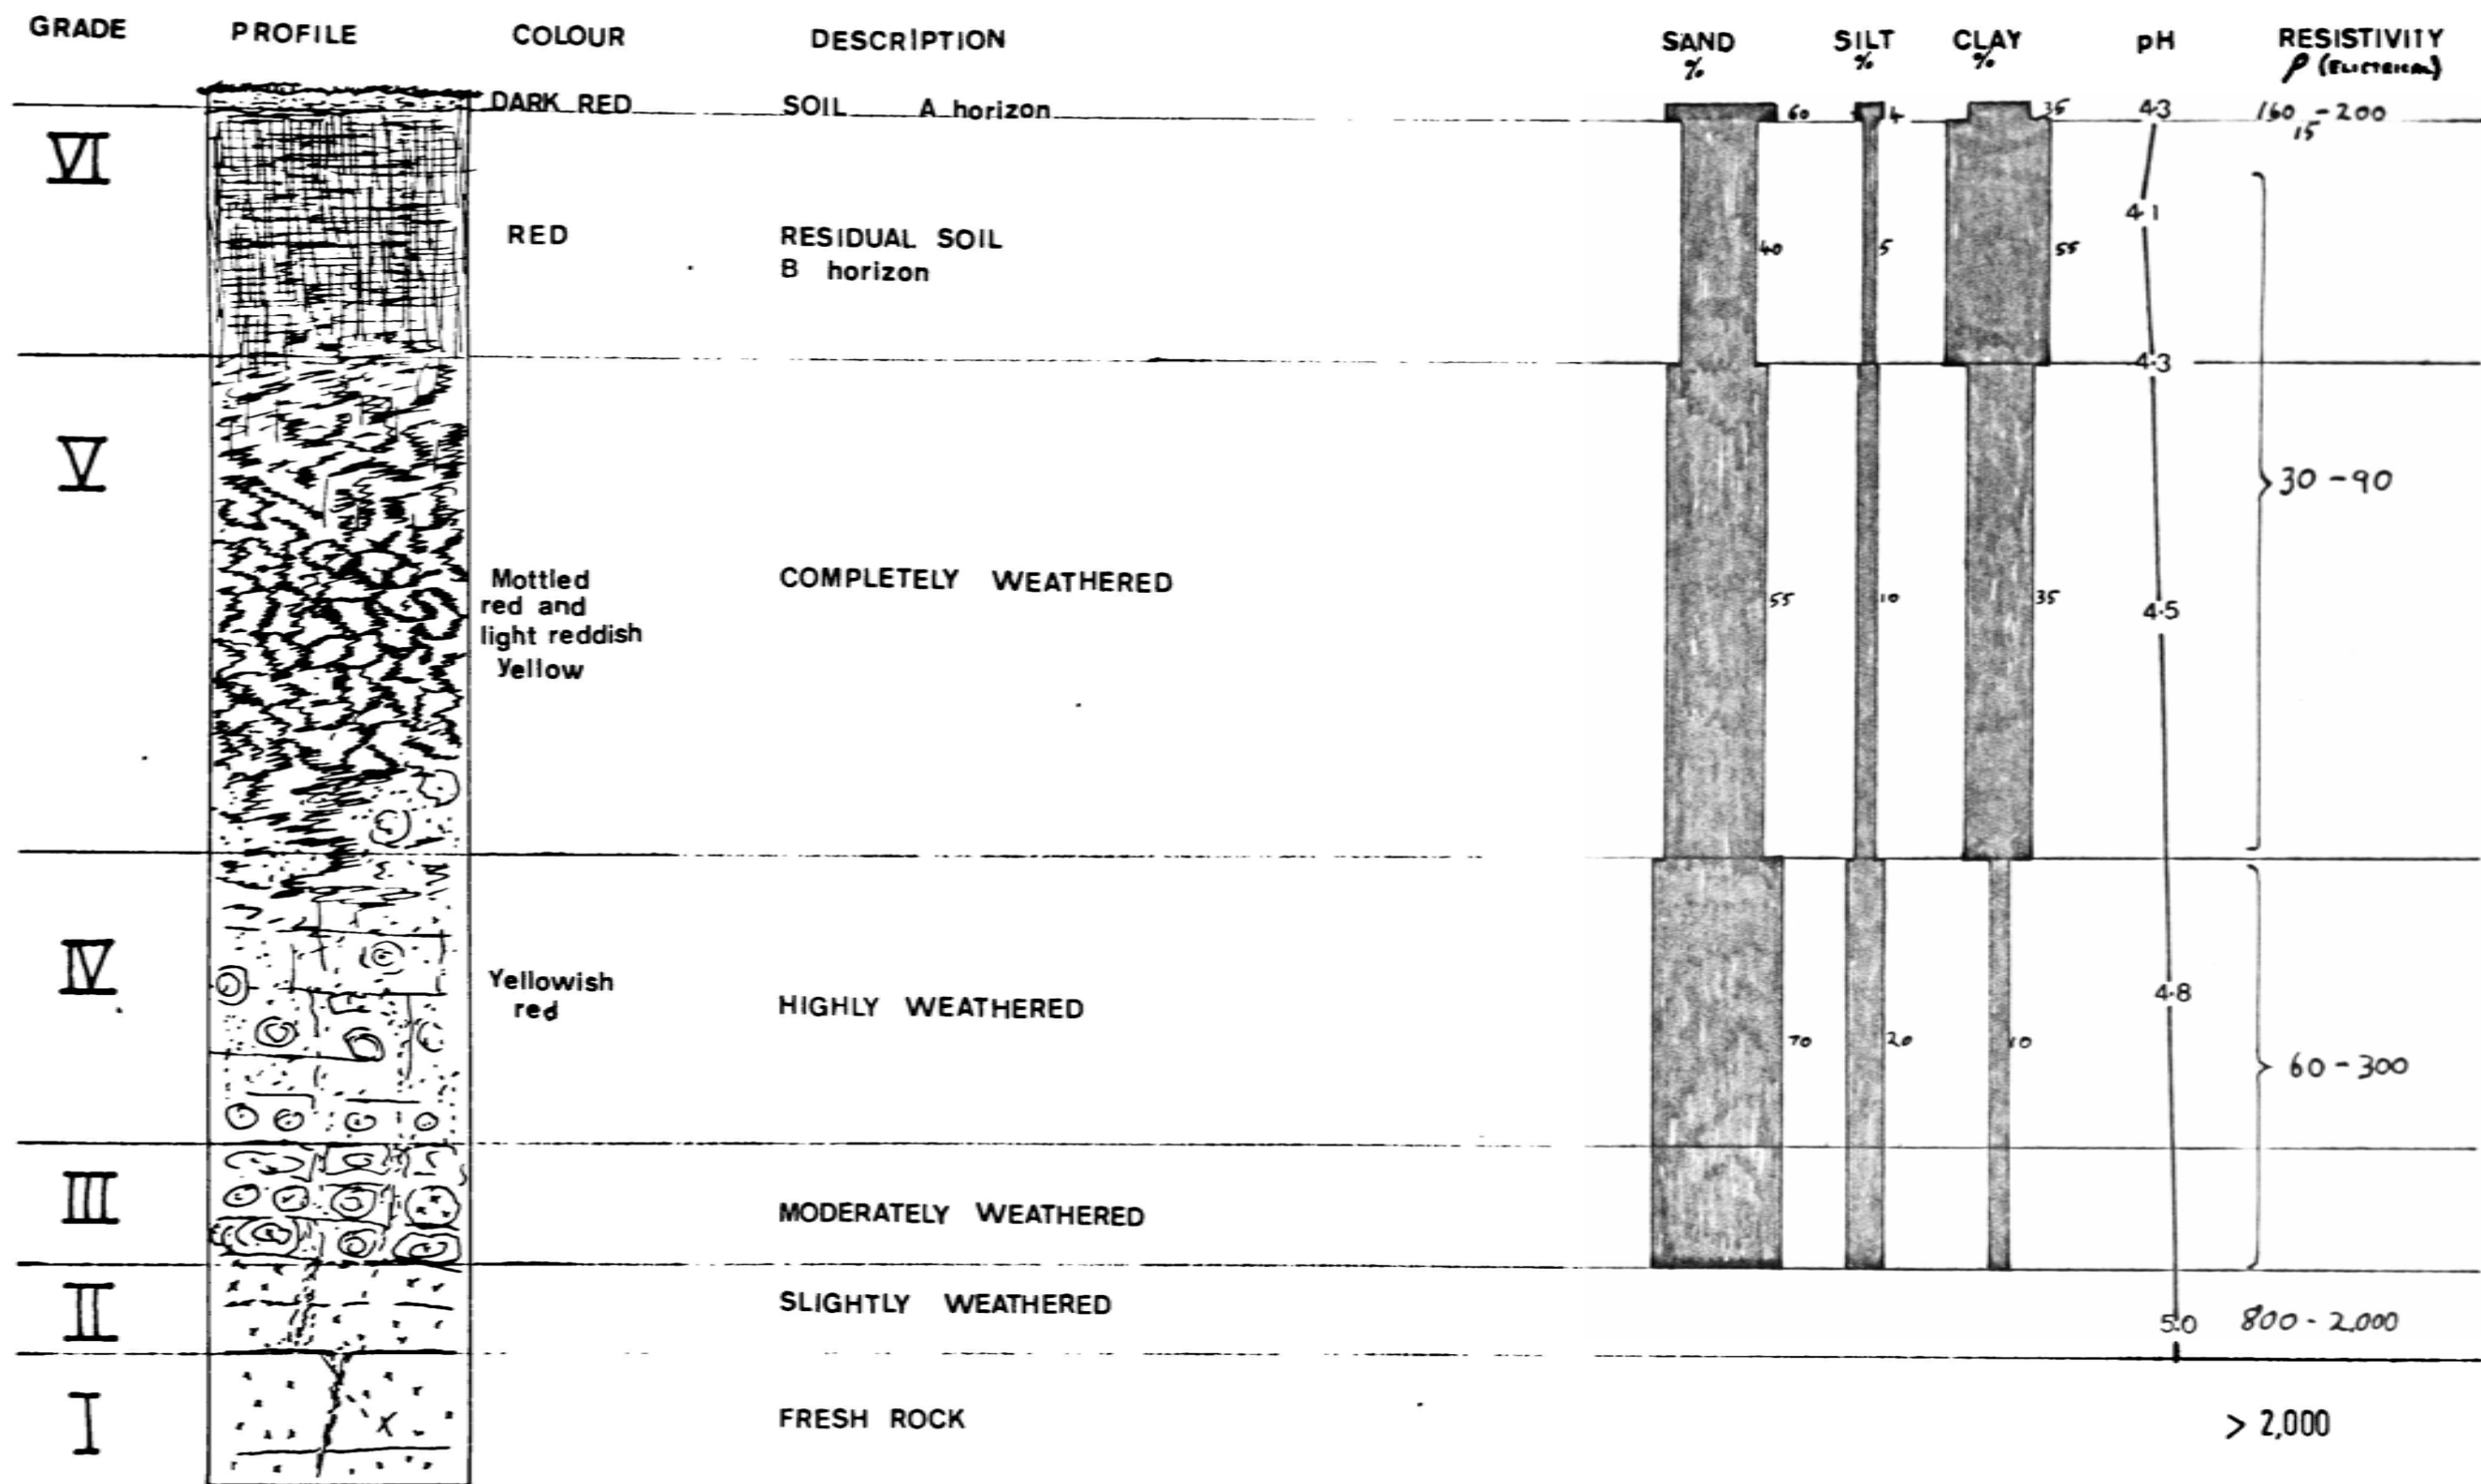 GRADE PROFILE COLOUR DESCRIPTION SAND SILT CLAY pH RESISTIVITY
% % % ρ (ELECTRICAL)
DARK RED SOIL A horizon 60 4 35 4.3 160 - 200
15
VI
4.1
RED RESIDUAL SOIL 40 5 55
B horizon
4.3
V
30 - 90
Mottled COMPLETELY WEATHERED
red and 55 10 35 4.5
light reddish
Yellow
IV
Yellowish 4.8
red HIGHLY WEATHERED
70 20 10
60 - 300
III MODERATELY WEATHERED
II SLIGHTLY WEATHERED
5.0 800 - 2,000
I FRESH ROCK > 2,000